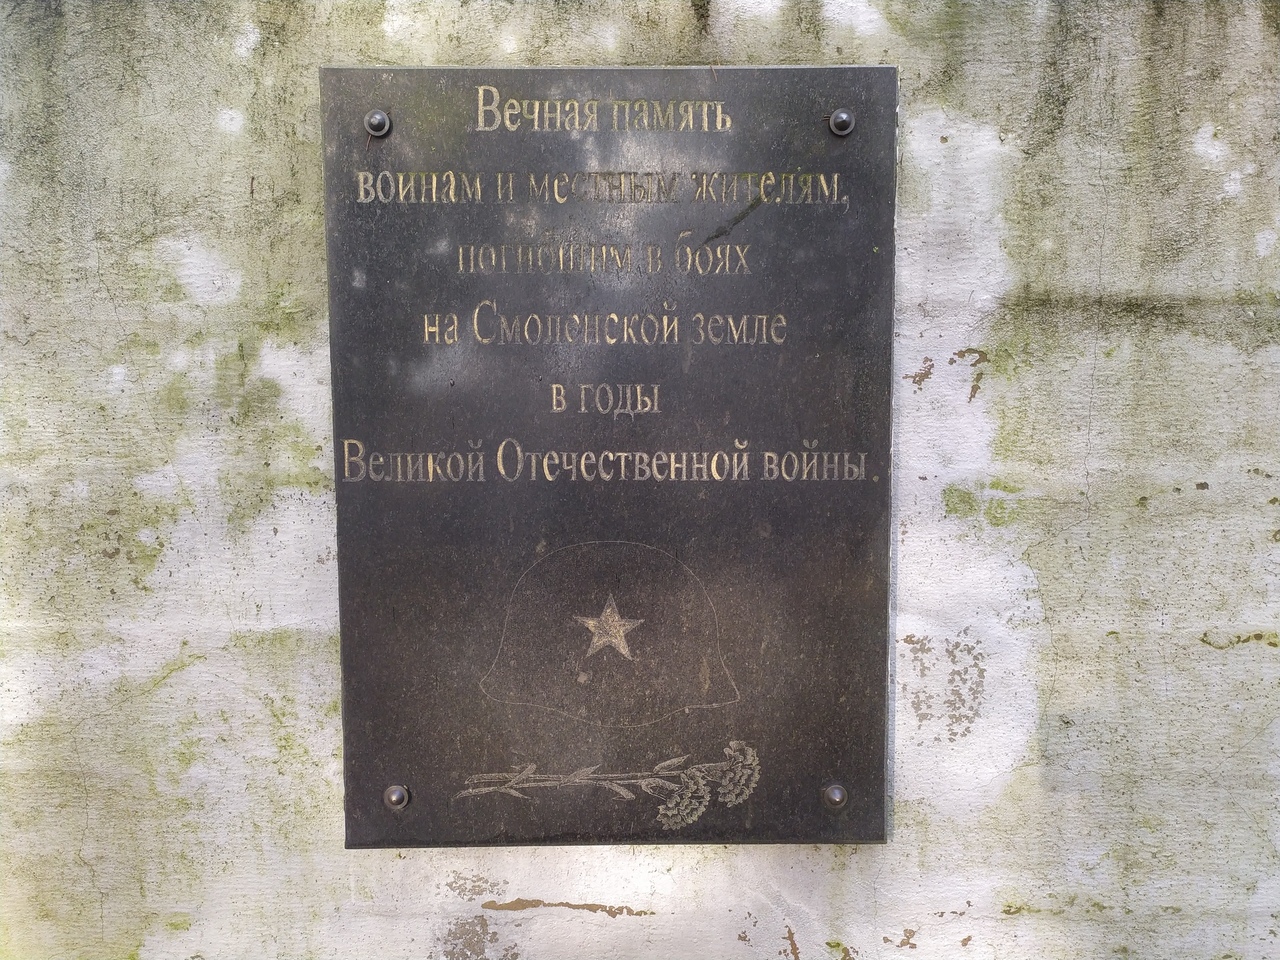 Вечная память
воинам и местным жителям,
погибшим в боях
на Смоленской земле
в годы
Великой Отечественной войны.